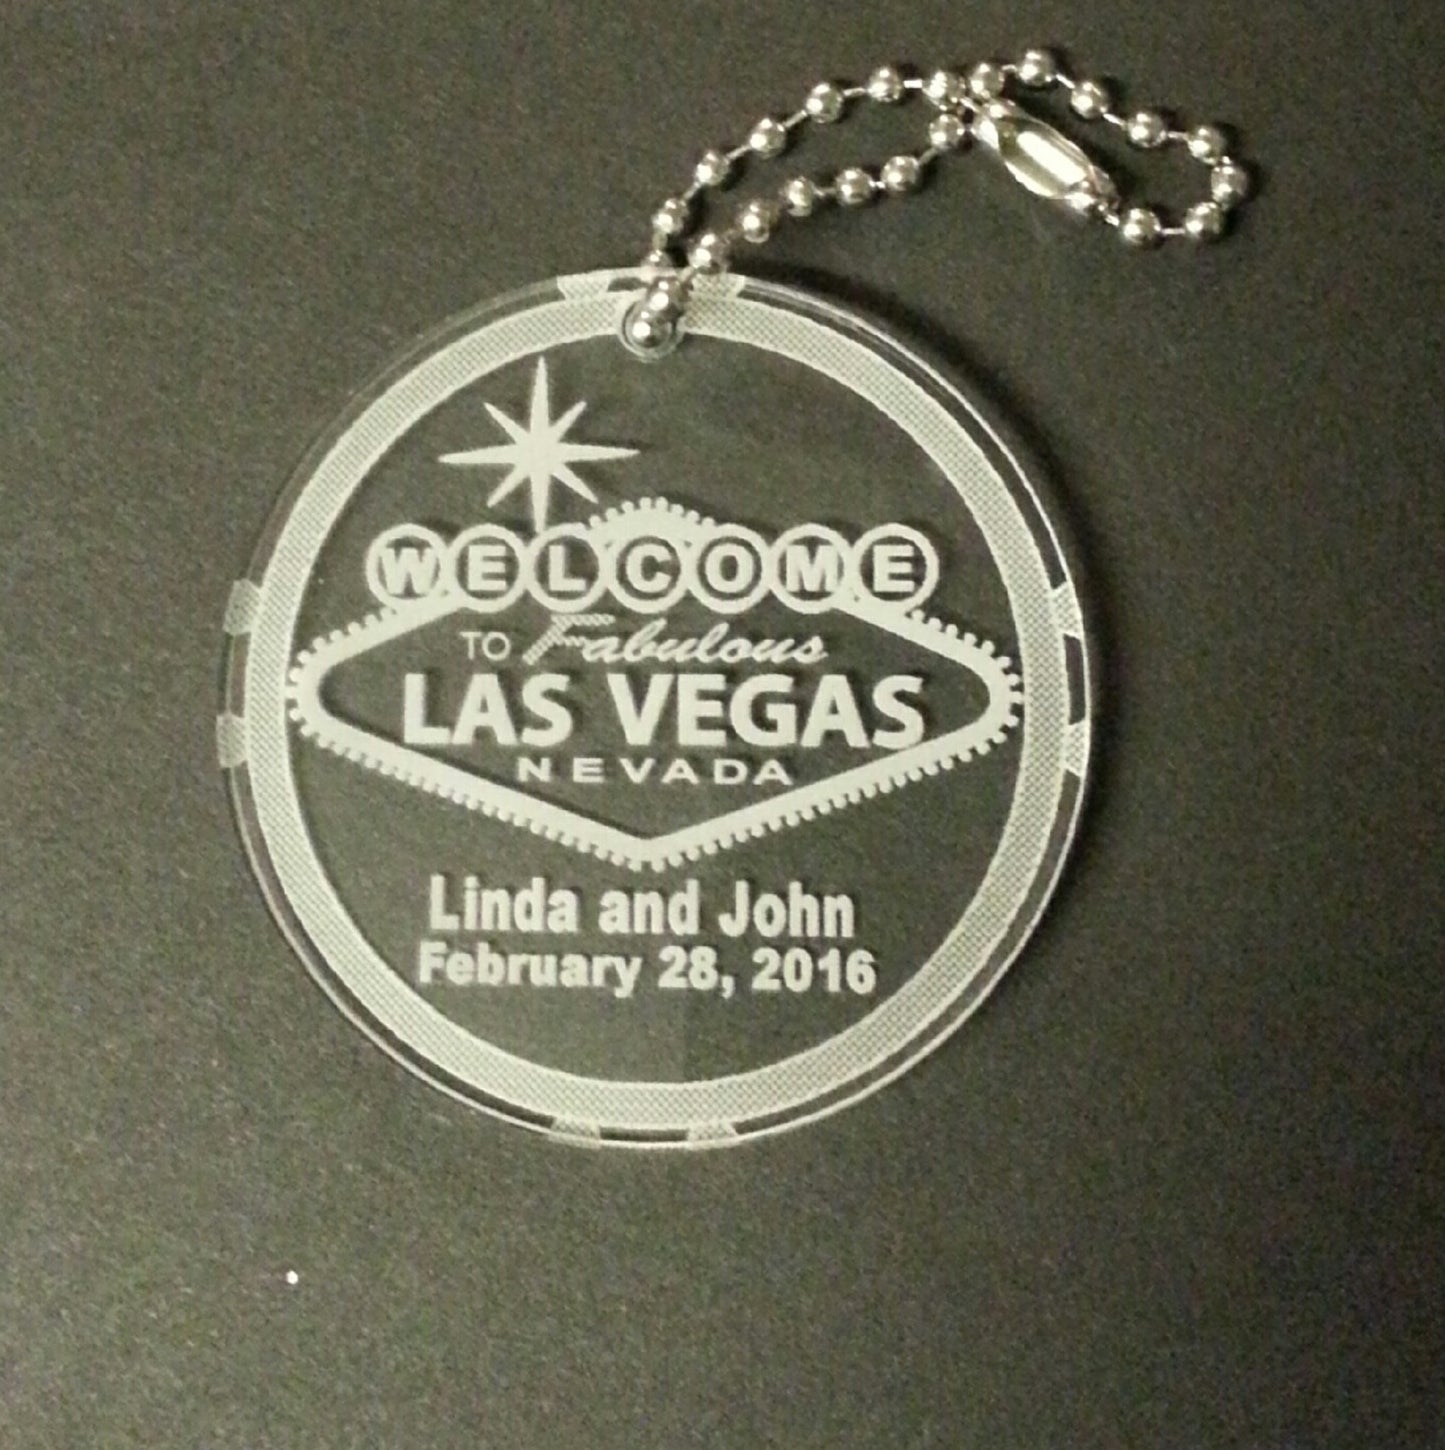 WELCOME
TO Fabulous
LAS VEGAS
NEVADA
Linda and John
February 28, 2016